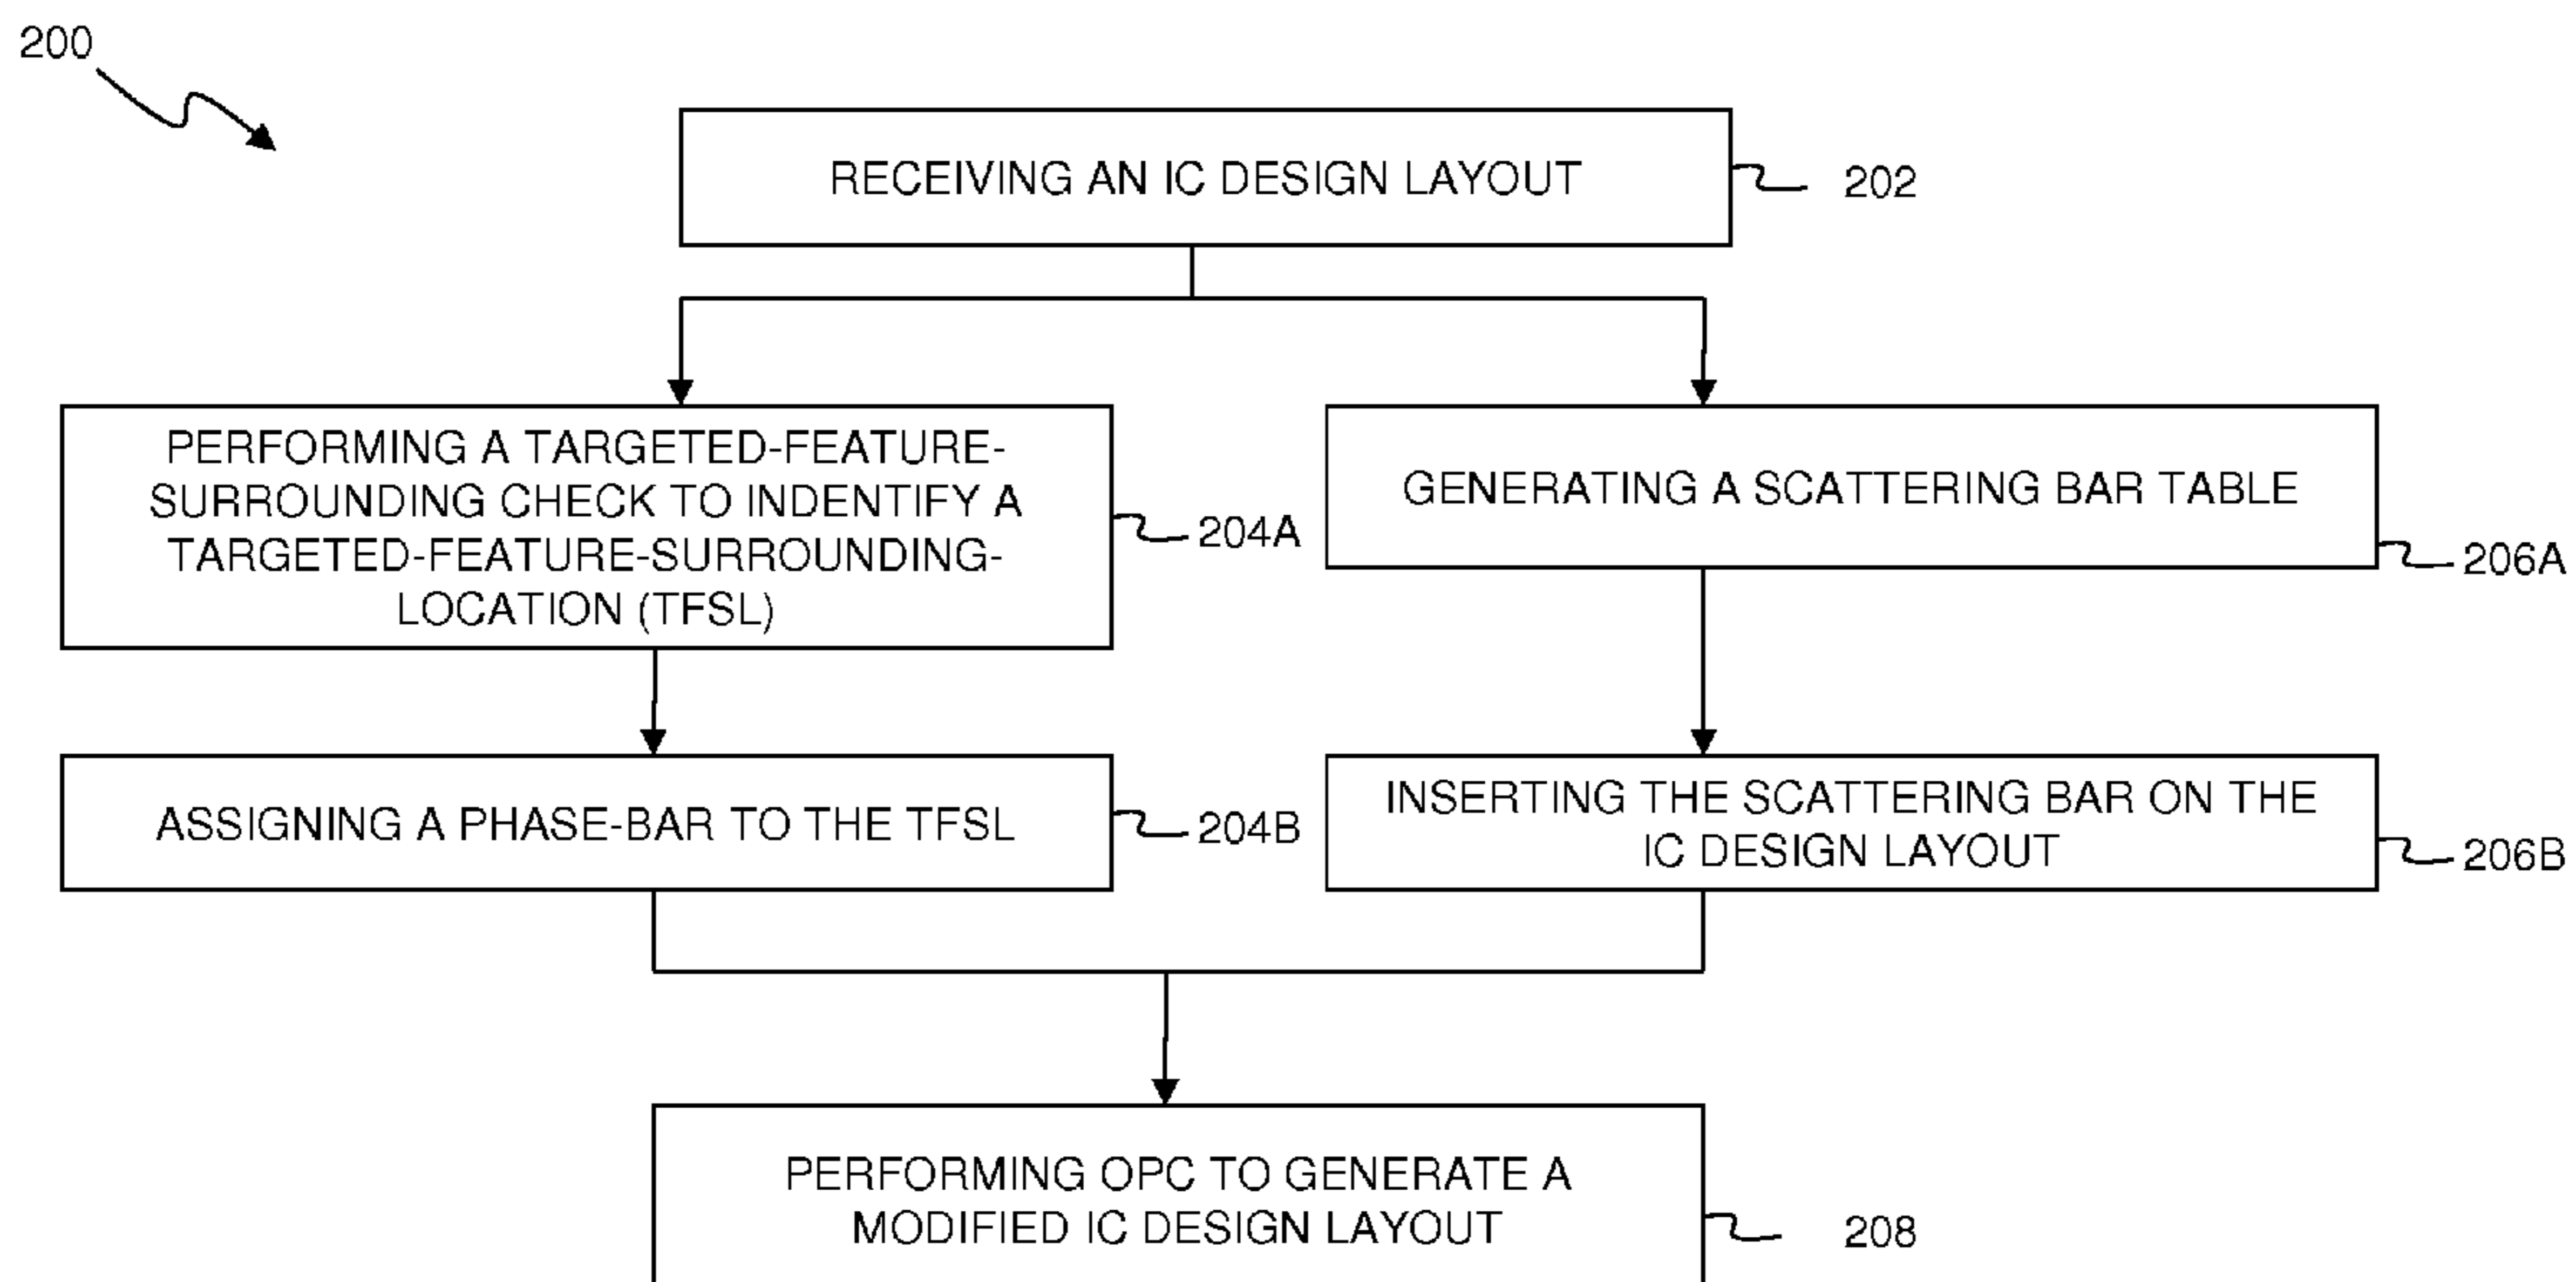 200
RECEIVING AN IC DESIGN LAYOUT
202
PERFORMING A TARGETED-FEATURE-
SURROUNDING CHECK TO INDENTIFY A
TARGETED-FEATURE-SURROUNDING-
LOCATION (TFSL)
204A
GENERATING A SCATTERING BAR TABLE
206A
ASSIGNING A PHASE-BAR TO THE TFSL
204B
INSERTING THE SCATTERING BAR ON THE
IC DESIGN LAYOUT
206B
PERFORMING OPC TO GENERATE A
MODIFIED IC DESIGN LAYOUT
208